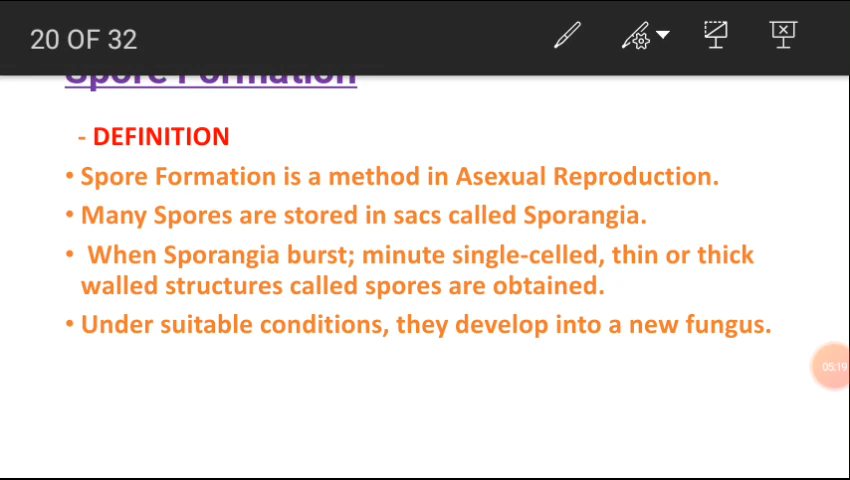 20 OF 32
Spore Formation
- DEFINITION
• Spore Formation is a method in Asexual Reproduction.
• Many Spores are stored in sacs called Sporangia.
• When Sporangia burst; minute single-celled, thin or thick
walled structures called spores are obtained.
• Under suitable conditions, they develop into a new fungus.
05:19